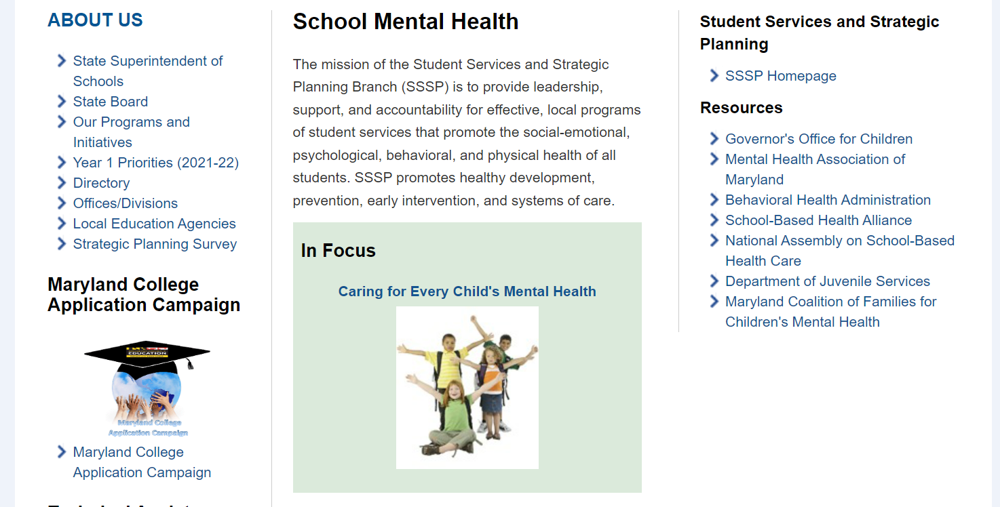 ABOUT US
State Superintendent of
Schools
State Board
Our Programs and
Initiatives
Year 1 Priorities (2021-22)
Directory
Offices/Divisions
Local Education Agencies
Strategic Planning Survey
Maryland College
Application Campaign
EDUCATION
Maryland College
Application Campaign
Maryland College
Application Campaign
School Mental Health
The mission of the Student Services and Strategic
Planning Branch (SSSP) is to provide leadership,
support, and accountability for effective, local programs
of student services that promote the social-emotional,
psychological, behavioral, and physical health of all
students. SSSP promotes healthy development,
prevention, early intervention, and systems of care.
In Focus
Caring for Every Child's Mental Health
Student Services and Strategic
Planning
SSSP Homepage
Resources
Governor's Office for Children
Mental Health Association of
Maryland
Behavioral Health Administration
School-Based Health Alliance
National Assembly on School-Based
Health Care
Department of Juvenile Services
Maryland Coalition of Families for
Children's Mental Health